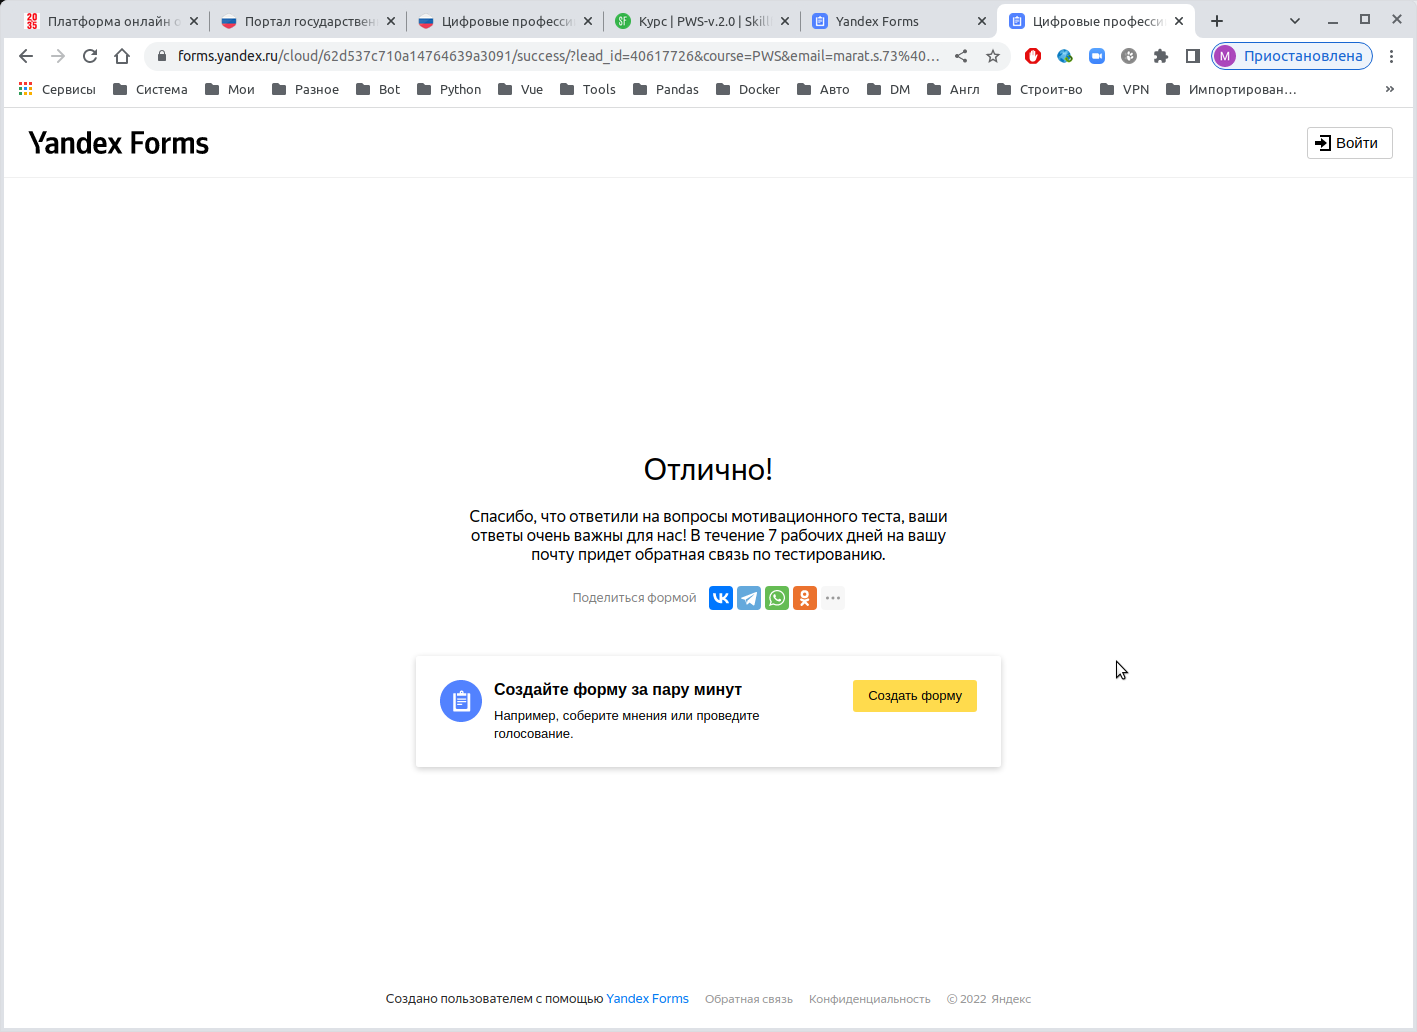 20 35 Платформа онлайн о
Портал государствен
Цифровые професси
SF Курс | PWS-v.2.0 | Skill
Yandex Forms
Цифровые професси
forms.yandex.ru/cloud/62d537c710a14764639a3091/success/?lead_id=40617726&course=PWS&email=marat.s.73%40...
M Приостановлена
Сервисы Система Мои Разное Bot Python Vue Tools Pandas Docker Авто DM Англ Строит-во VPN Импортирован... »
Yandex Forms
Войти
Отлично!
Спасибо, что ответили на вопросы мотивационного теста, ваши
ответы очень важны для нас! В течение 7 рабочих дней на вашу
почту придет обратная связь по тестированию.
Поделиться формой
Создайте форму за пару минут
Например, соберите мнения или проведите
голосование.
Создать форму
Создано пользователем с помощью Yandex Forms Обратная связь Конфиденциальность © 2022 Яндекс